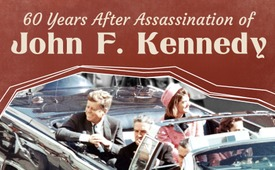 60 Years After Assassination of
John F. Kennedy